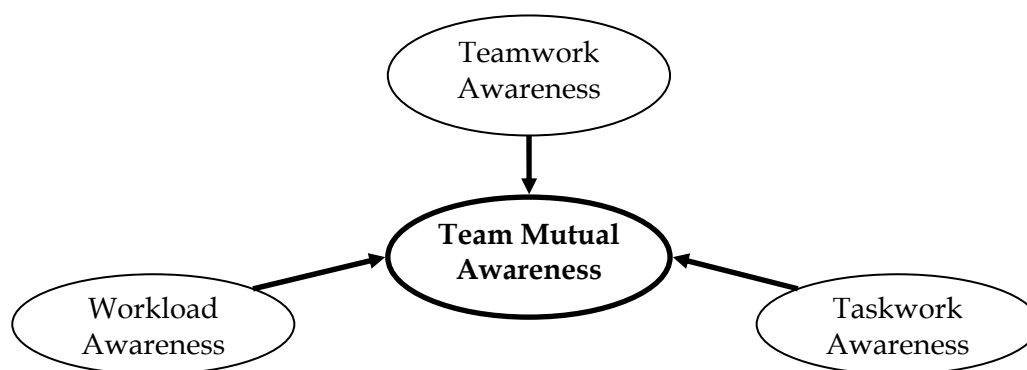 Teamwork
Awareness
Team Mutual
Awareness
Workload
Awareness
Taskwork
Awareness